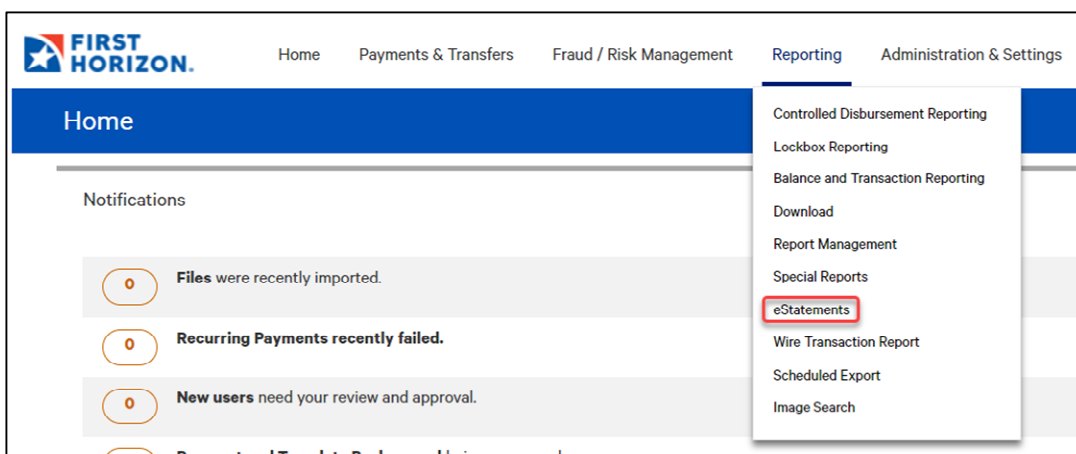 FIRST
HORIZON.
Home
Payments & Transfers
Fraud / Risk Management
Reporting
Administration & Settings
Home
Controlled Disbursement Reporting
Lockbox Reporting
Balance and Transaction Reporting
Download
Report Management
Special Reports
eStatements
Wire Transaction Report
Scheduled Export
Image Search
Notifications
0
Files were recently imported.
0
Recurring Payments recently failed.
0
New users need your review and approval.